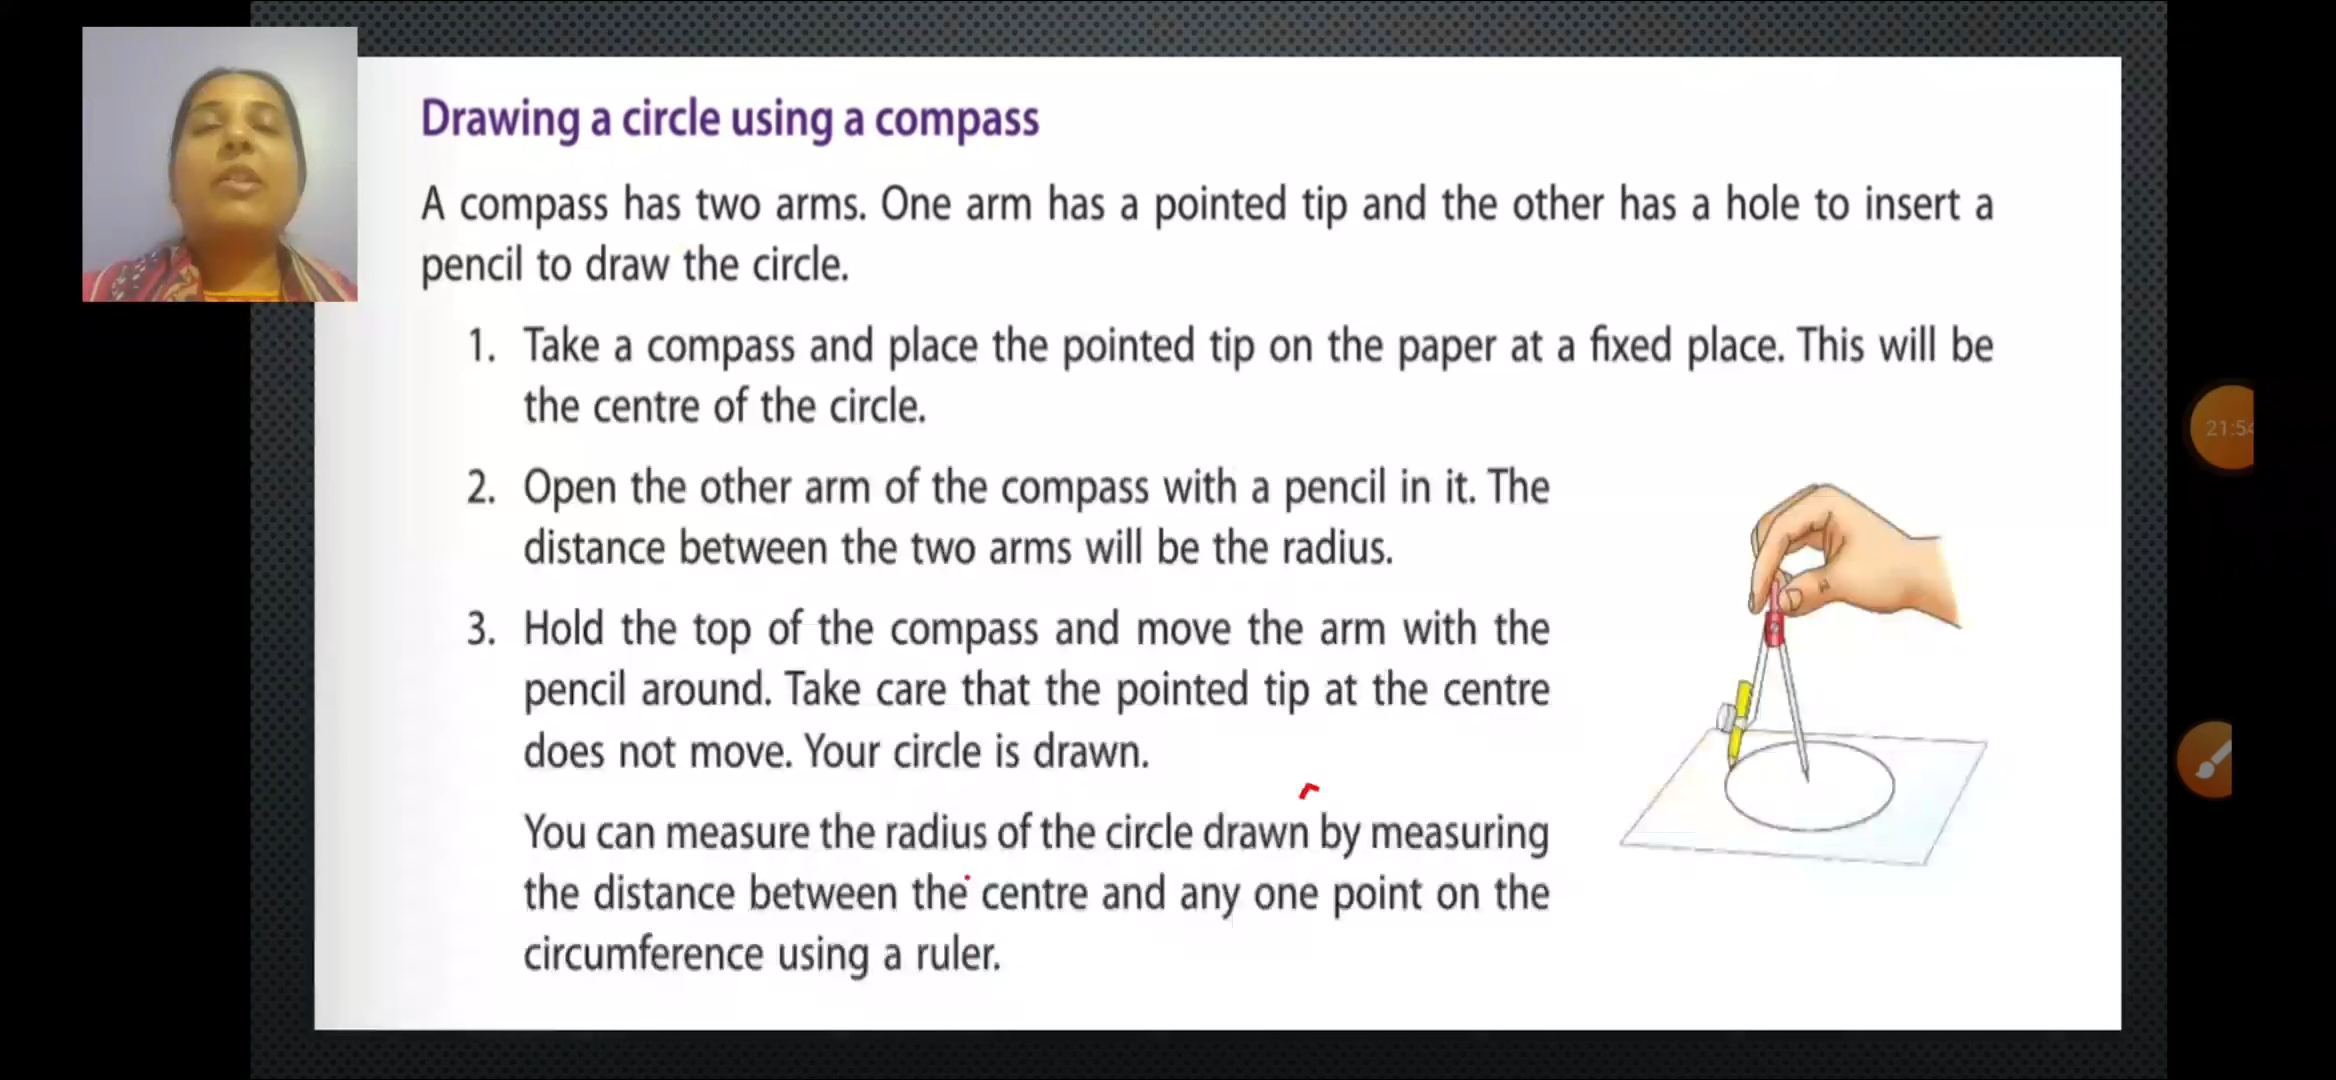 Drawing a circle using a compass
A compass has two arms. One arm has a pointed tip and the other has a hole to insert a
pencil to draw the circle.
1. Take a compass and place the pointed tip on the paper at a fixed place. This will be
the centre of the circle.
2. Open the other arm of the compass with a pencil in it. The
distance between the two arms will be the radius.
3. Hold the top of the compass and move the arm with the
pencil around. Take care that the pointed tip at the centre
does not move. Your circle is drawn.
You can measure the radius of the circle drawn by measuring
the distance between the centre and any one point on the
circumference using a ruler.